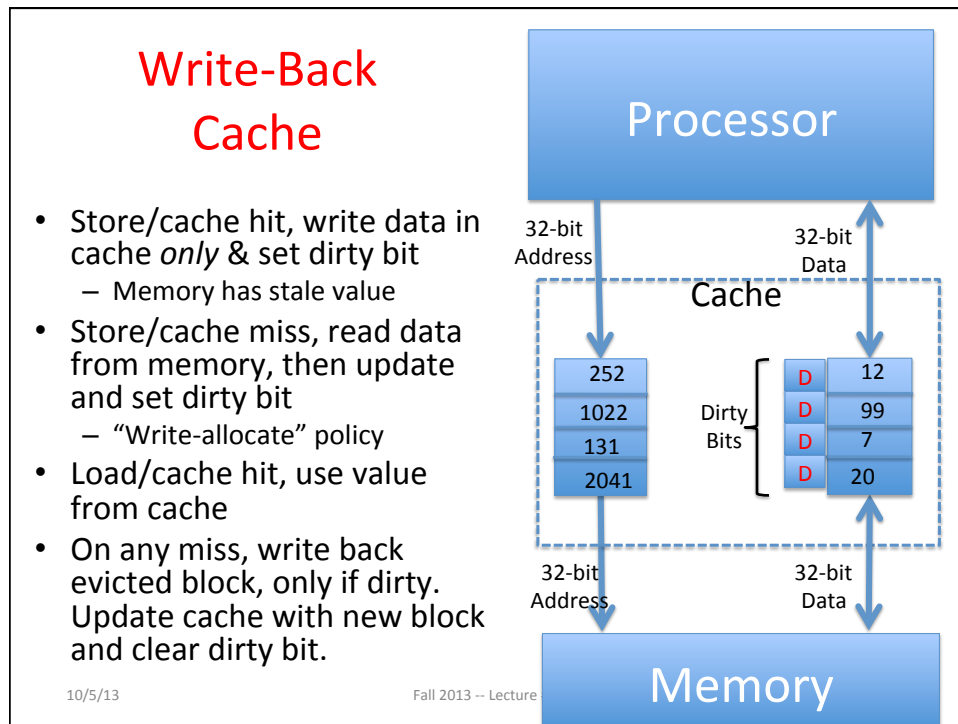 Write-Back
Cache
• Store/cache hit, write data in
cache only & set dirty bit
– Memory has stale value
• Store/cache miss, read data
from memory, then update
and set dirty bit
– “Write-allocate” policy
• Load/cache hit, use value
from cache
• On any miss, write back
evicted block, only if dirty.
Update cache with new block
and clear dirty bit.
Processor
32-bit
Address
32-bit
Data
Cache
252
1022
131
2041
Dirty
Bits
D
D
D
D
12
99
7
20
32-bit
Address
32-bit
Data
Memory
10/5/13
Fall 2013 -- Lecture